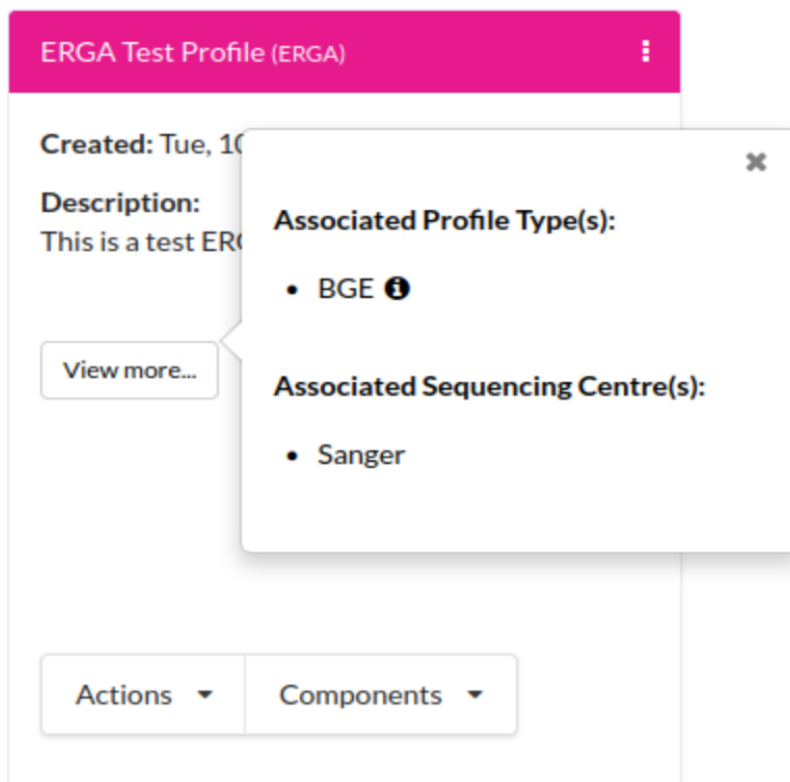 ERGA Test Profile (ERGA)
Created: Tue, 10
Description:
This is a test ERG
View more...
Associated Profile Type(s):
• BGE
Associated Sequencing Centre(s):
• Sanger
Actions
Components